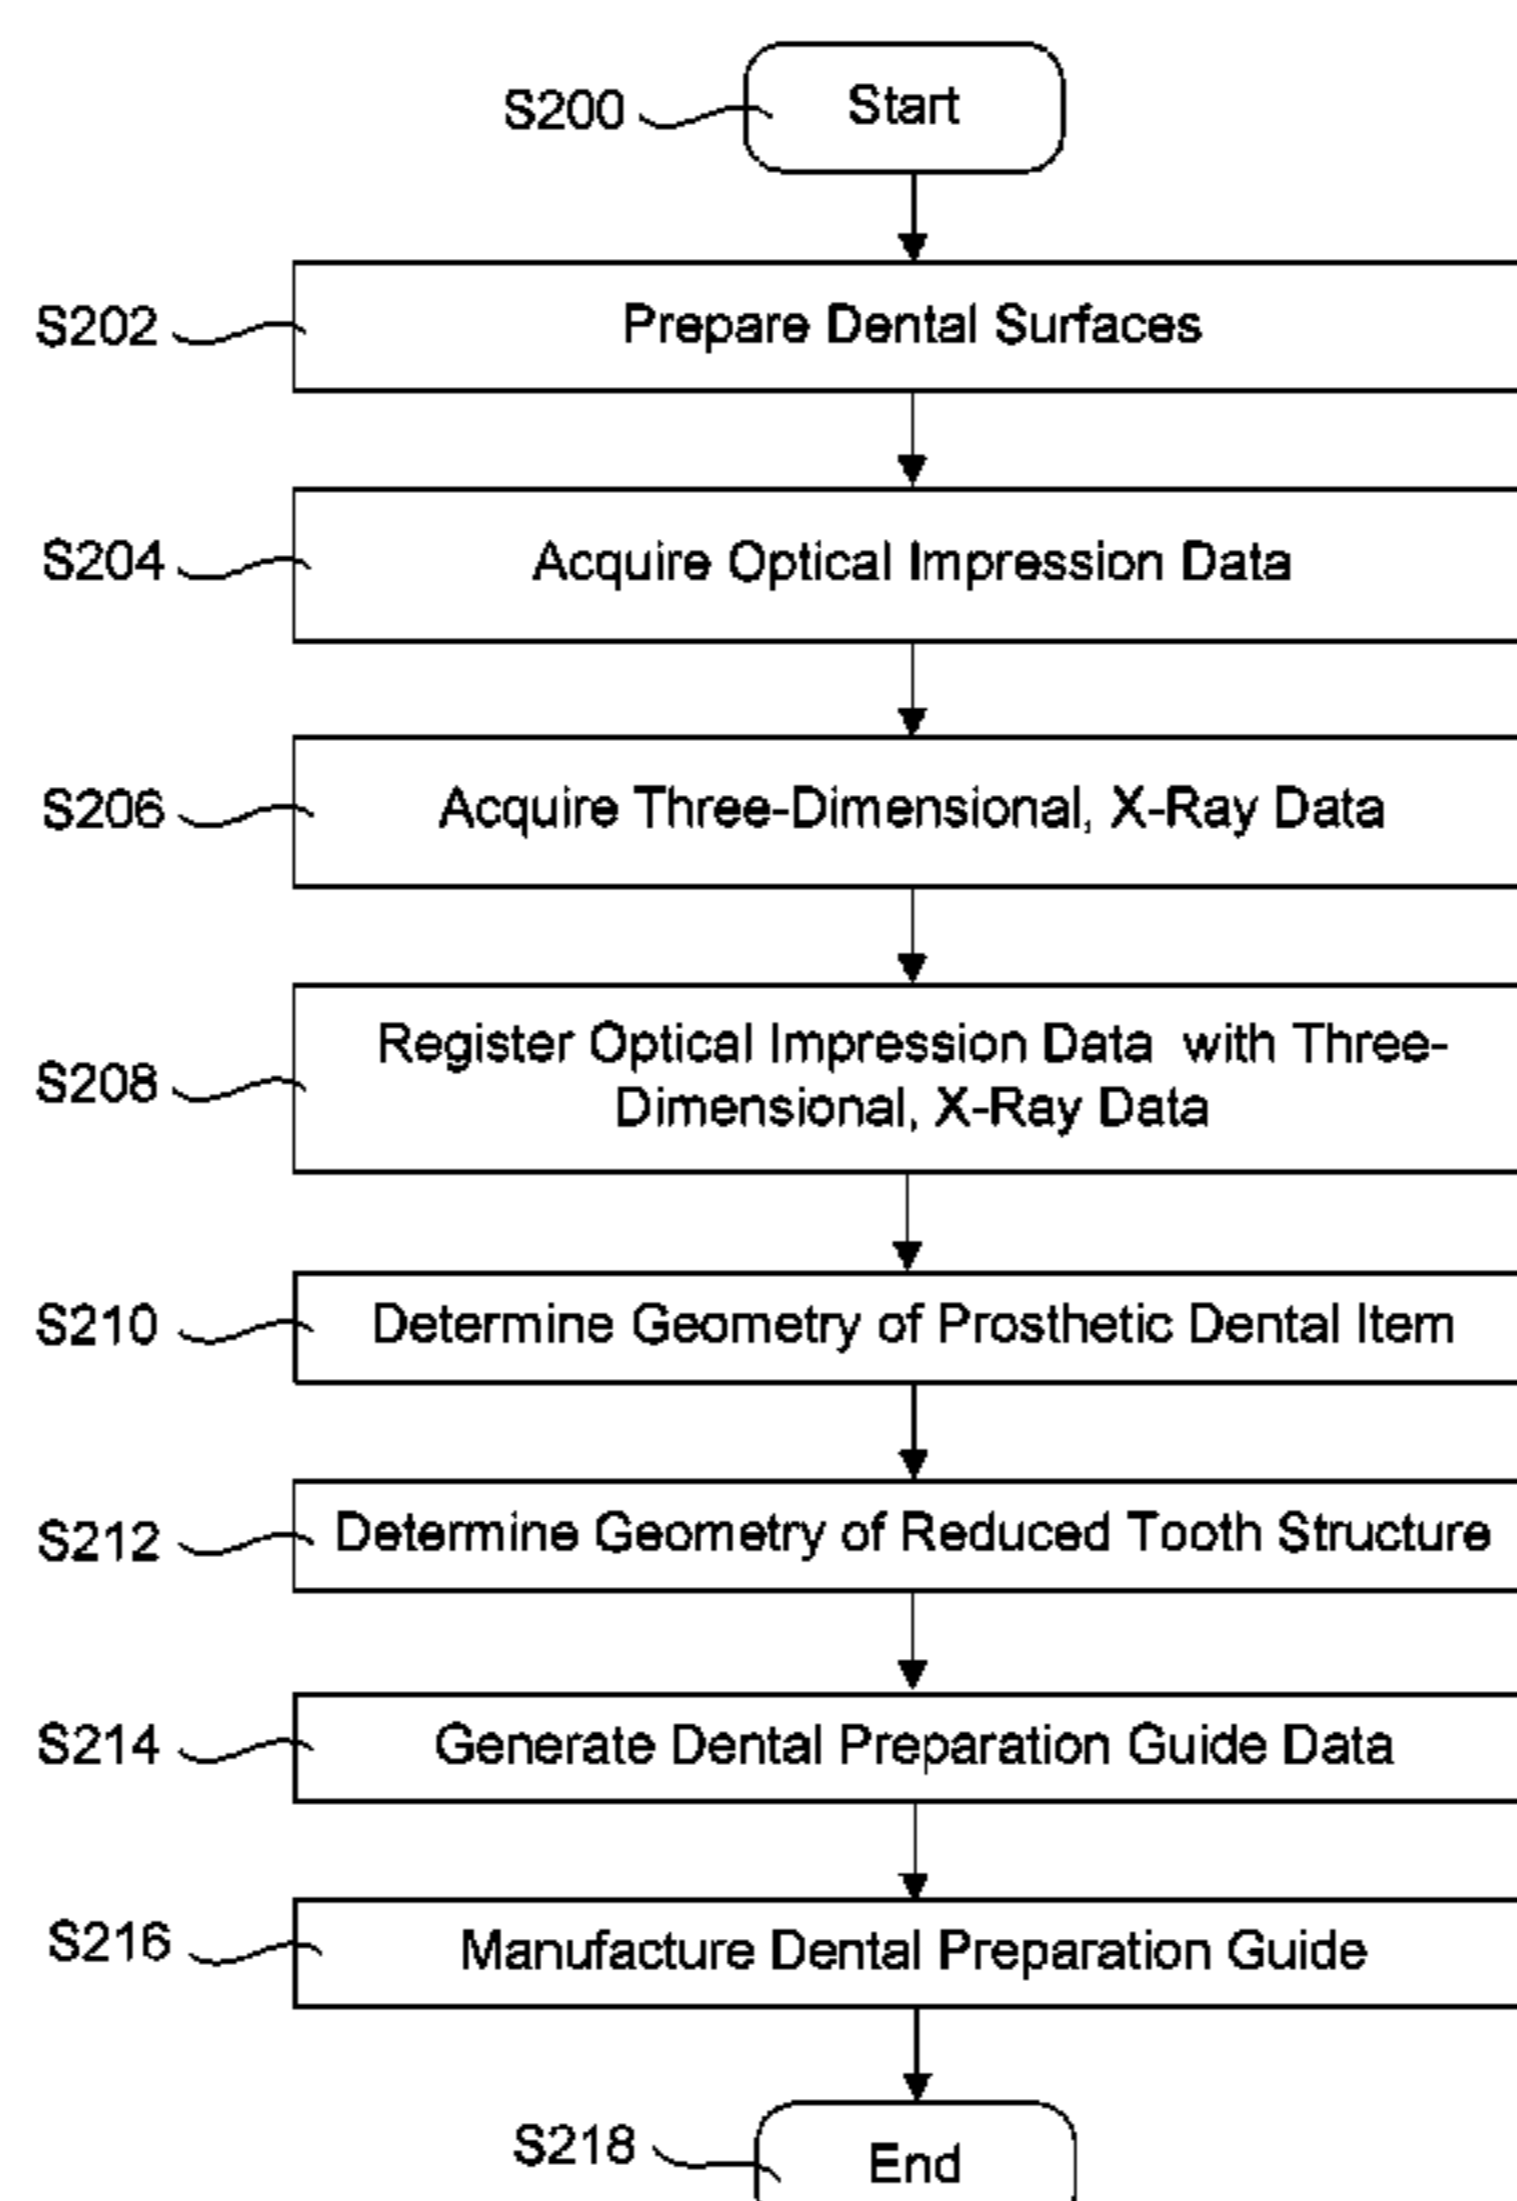 S200 Start
S202 Prepare Dental Surfaces
S204 Acquire Optical Impression Data
S206 Acquire Three-Dimensional, X-Ray Data
S208 Register Optical Impression Data with Three-
Dimensional, X-Ray Data
S210 Determine Geometry of Prosthetic Dental Item
S212 Determine Geometry of Reduced Tooth Structure
S214 Generate Dental Preparation Guide Data
S216 Manufacture Dental Preparation Guide
S218 End